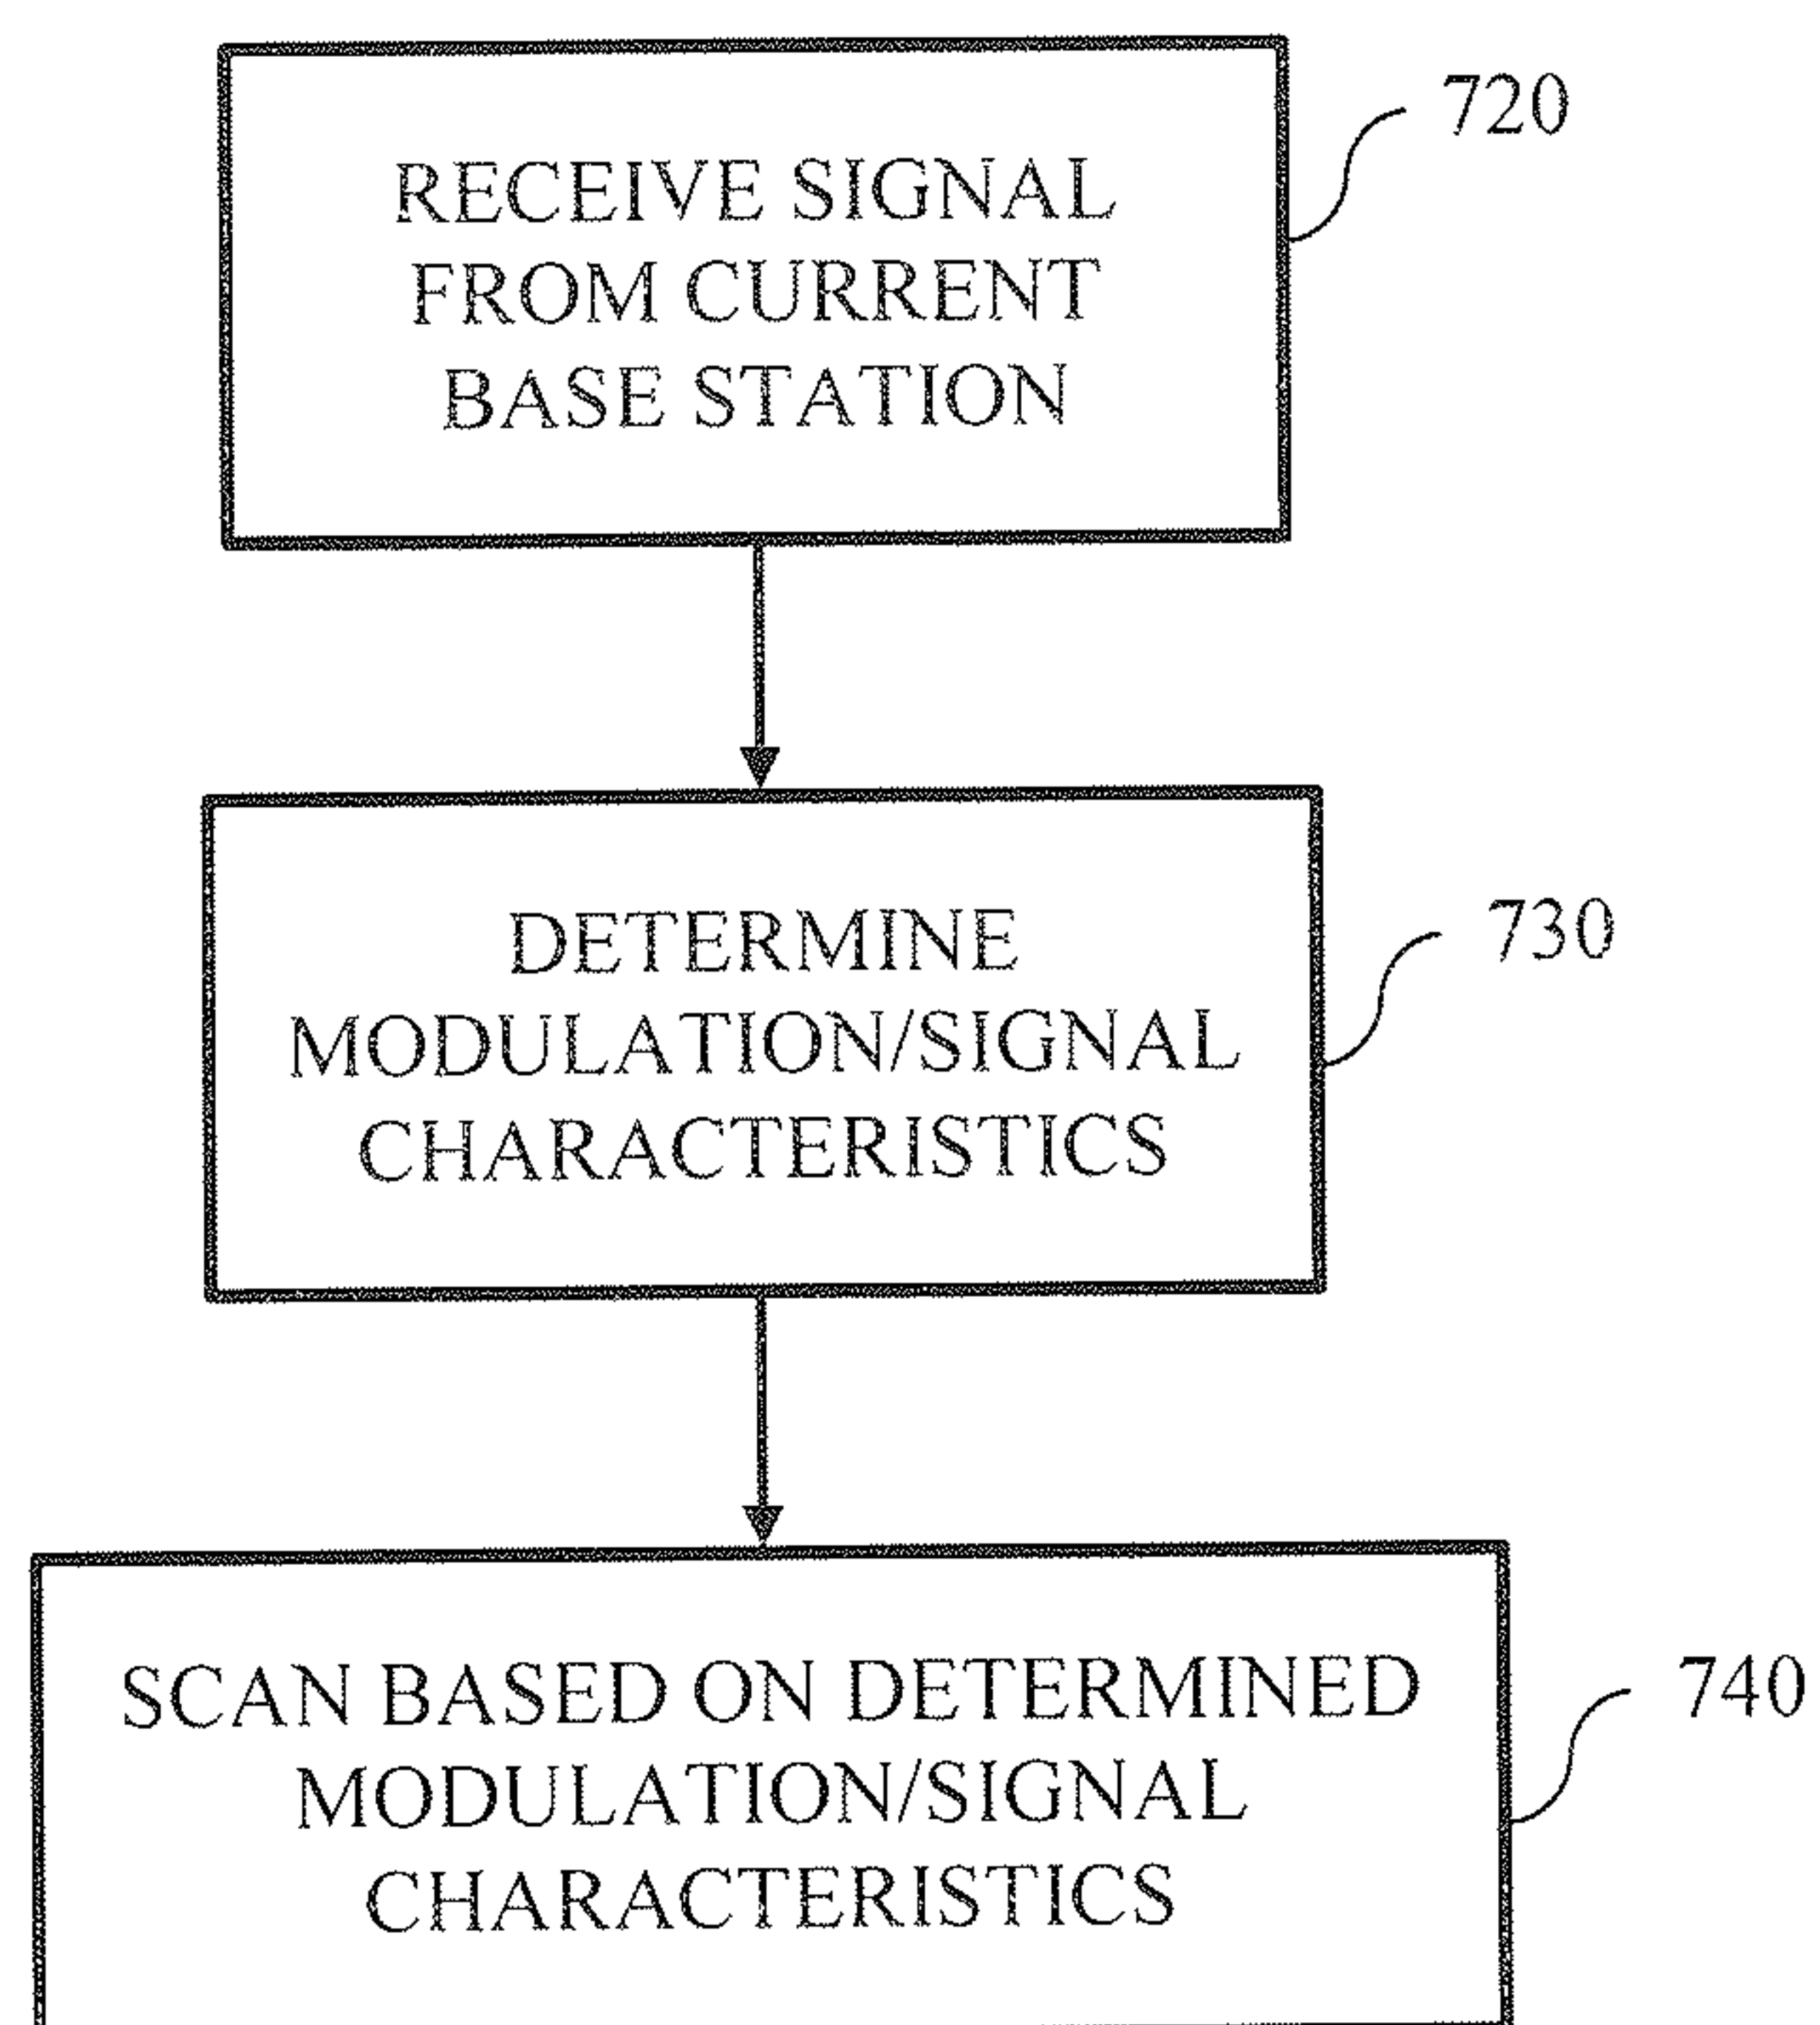 RECEIVE SIGNAL
FROM CURRENT
BASE STATION
720
DETERMINE
MODULATION/SIGNAL
CHARACTERISTICS
730
SCAN BASED ON DETERMINED
MODULATION/SIGNAL
CHARACTERISTICS
740